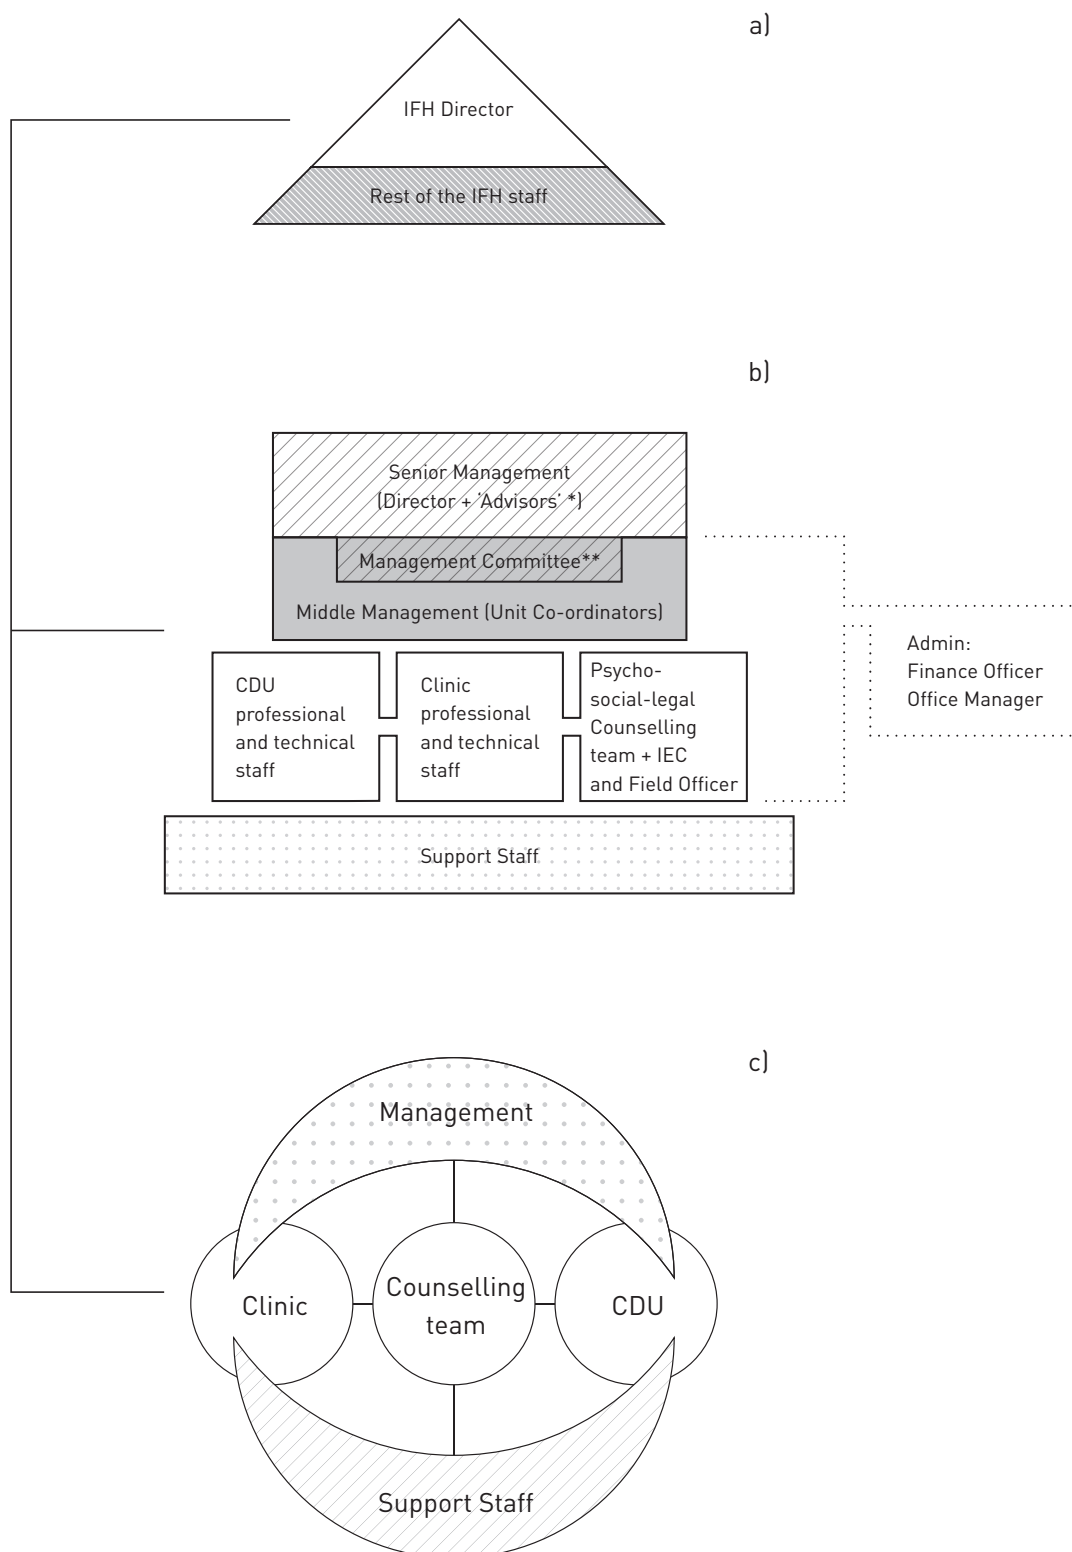 a)
IFH Director
Rest of the IFH staff
b)
Senior Management
(Director + 'Advisors' *)
Management Committee**
Middle Management (Unit Co-ordinators)
CDU
professional
and technical
staff
Clinic
professional
and technical
staff
Psycho-
social-legal
Counselling
team + IEC
and Field Officer
Admin:
Finance Officer
Office Manager
Support Staff
c)
Management
Clinic
Counselling
team
CDU
Support Staff